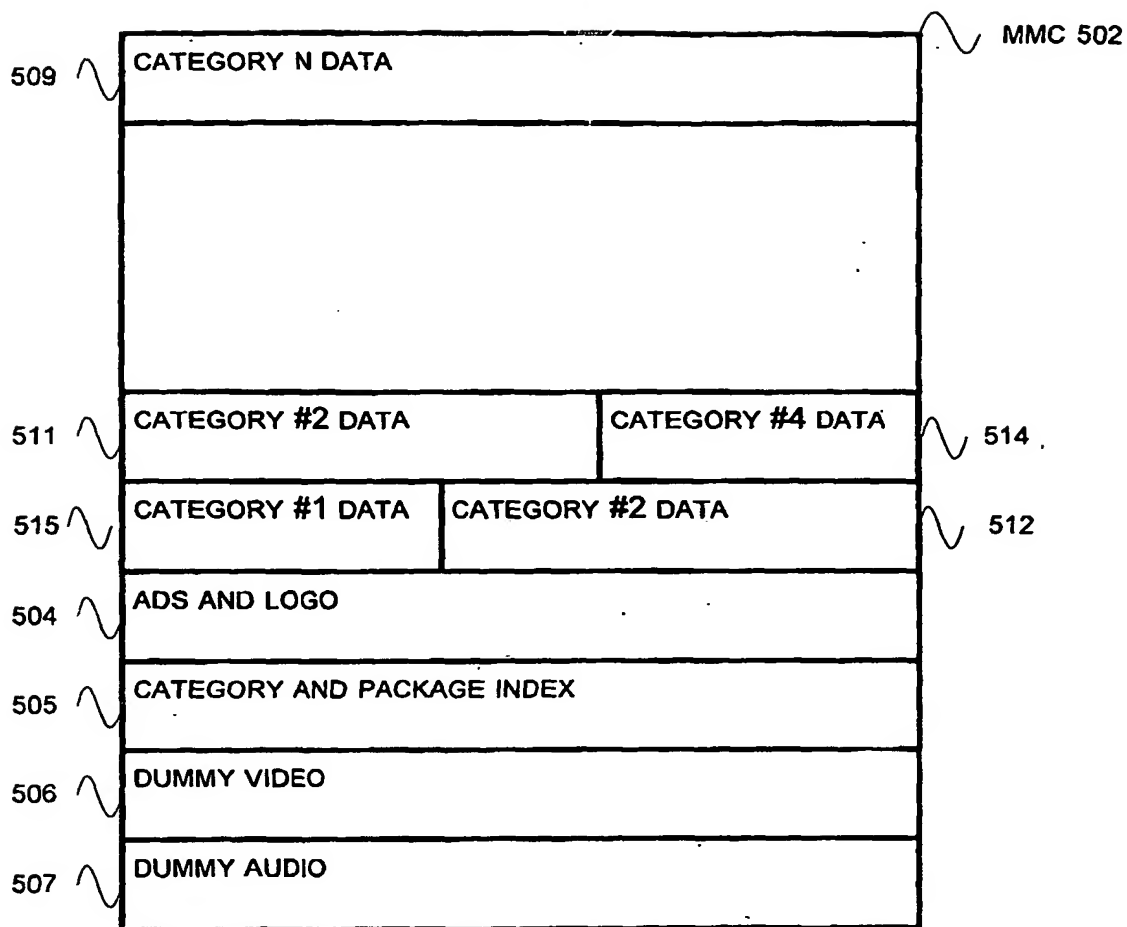 MMC 502
509 CATEGORY N DATA
511 CATEGORY #2 DATA CATEGORY #4 DATA 514
515 CATEGORY #1 DATA CATEGORY #2 DATA 512
504 ADS AND LOGO
505 CATEGORY AND PACKAGE INDEX
506 DUMMY VIDEO
507 DUMMY AUDIO